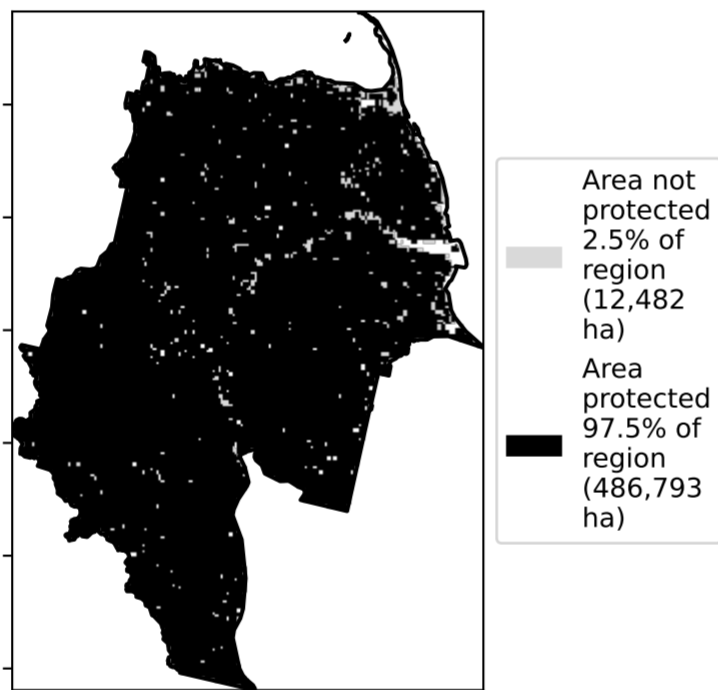 Area not
protected
2.5% of
region
(12,482
ha)
Area
protected
97.5% of
region
(486,793
ha)